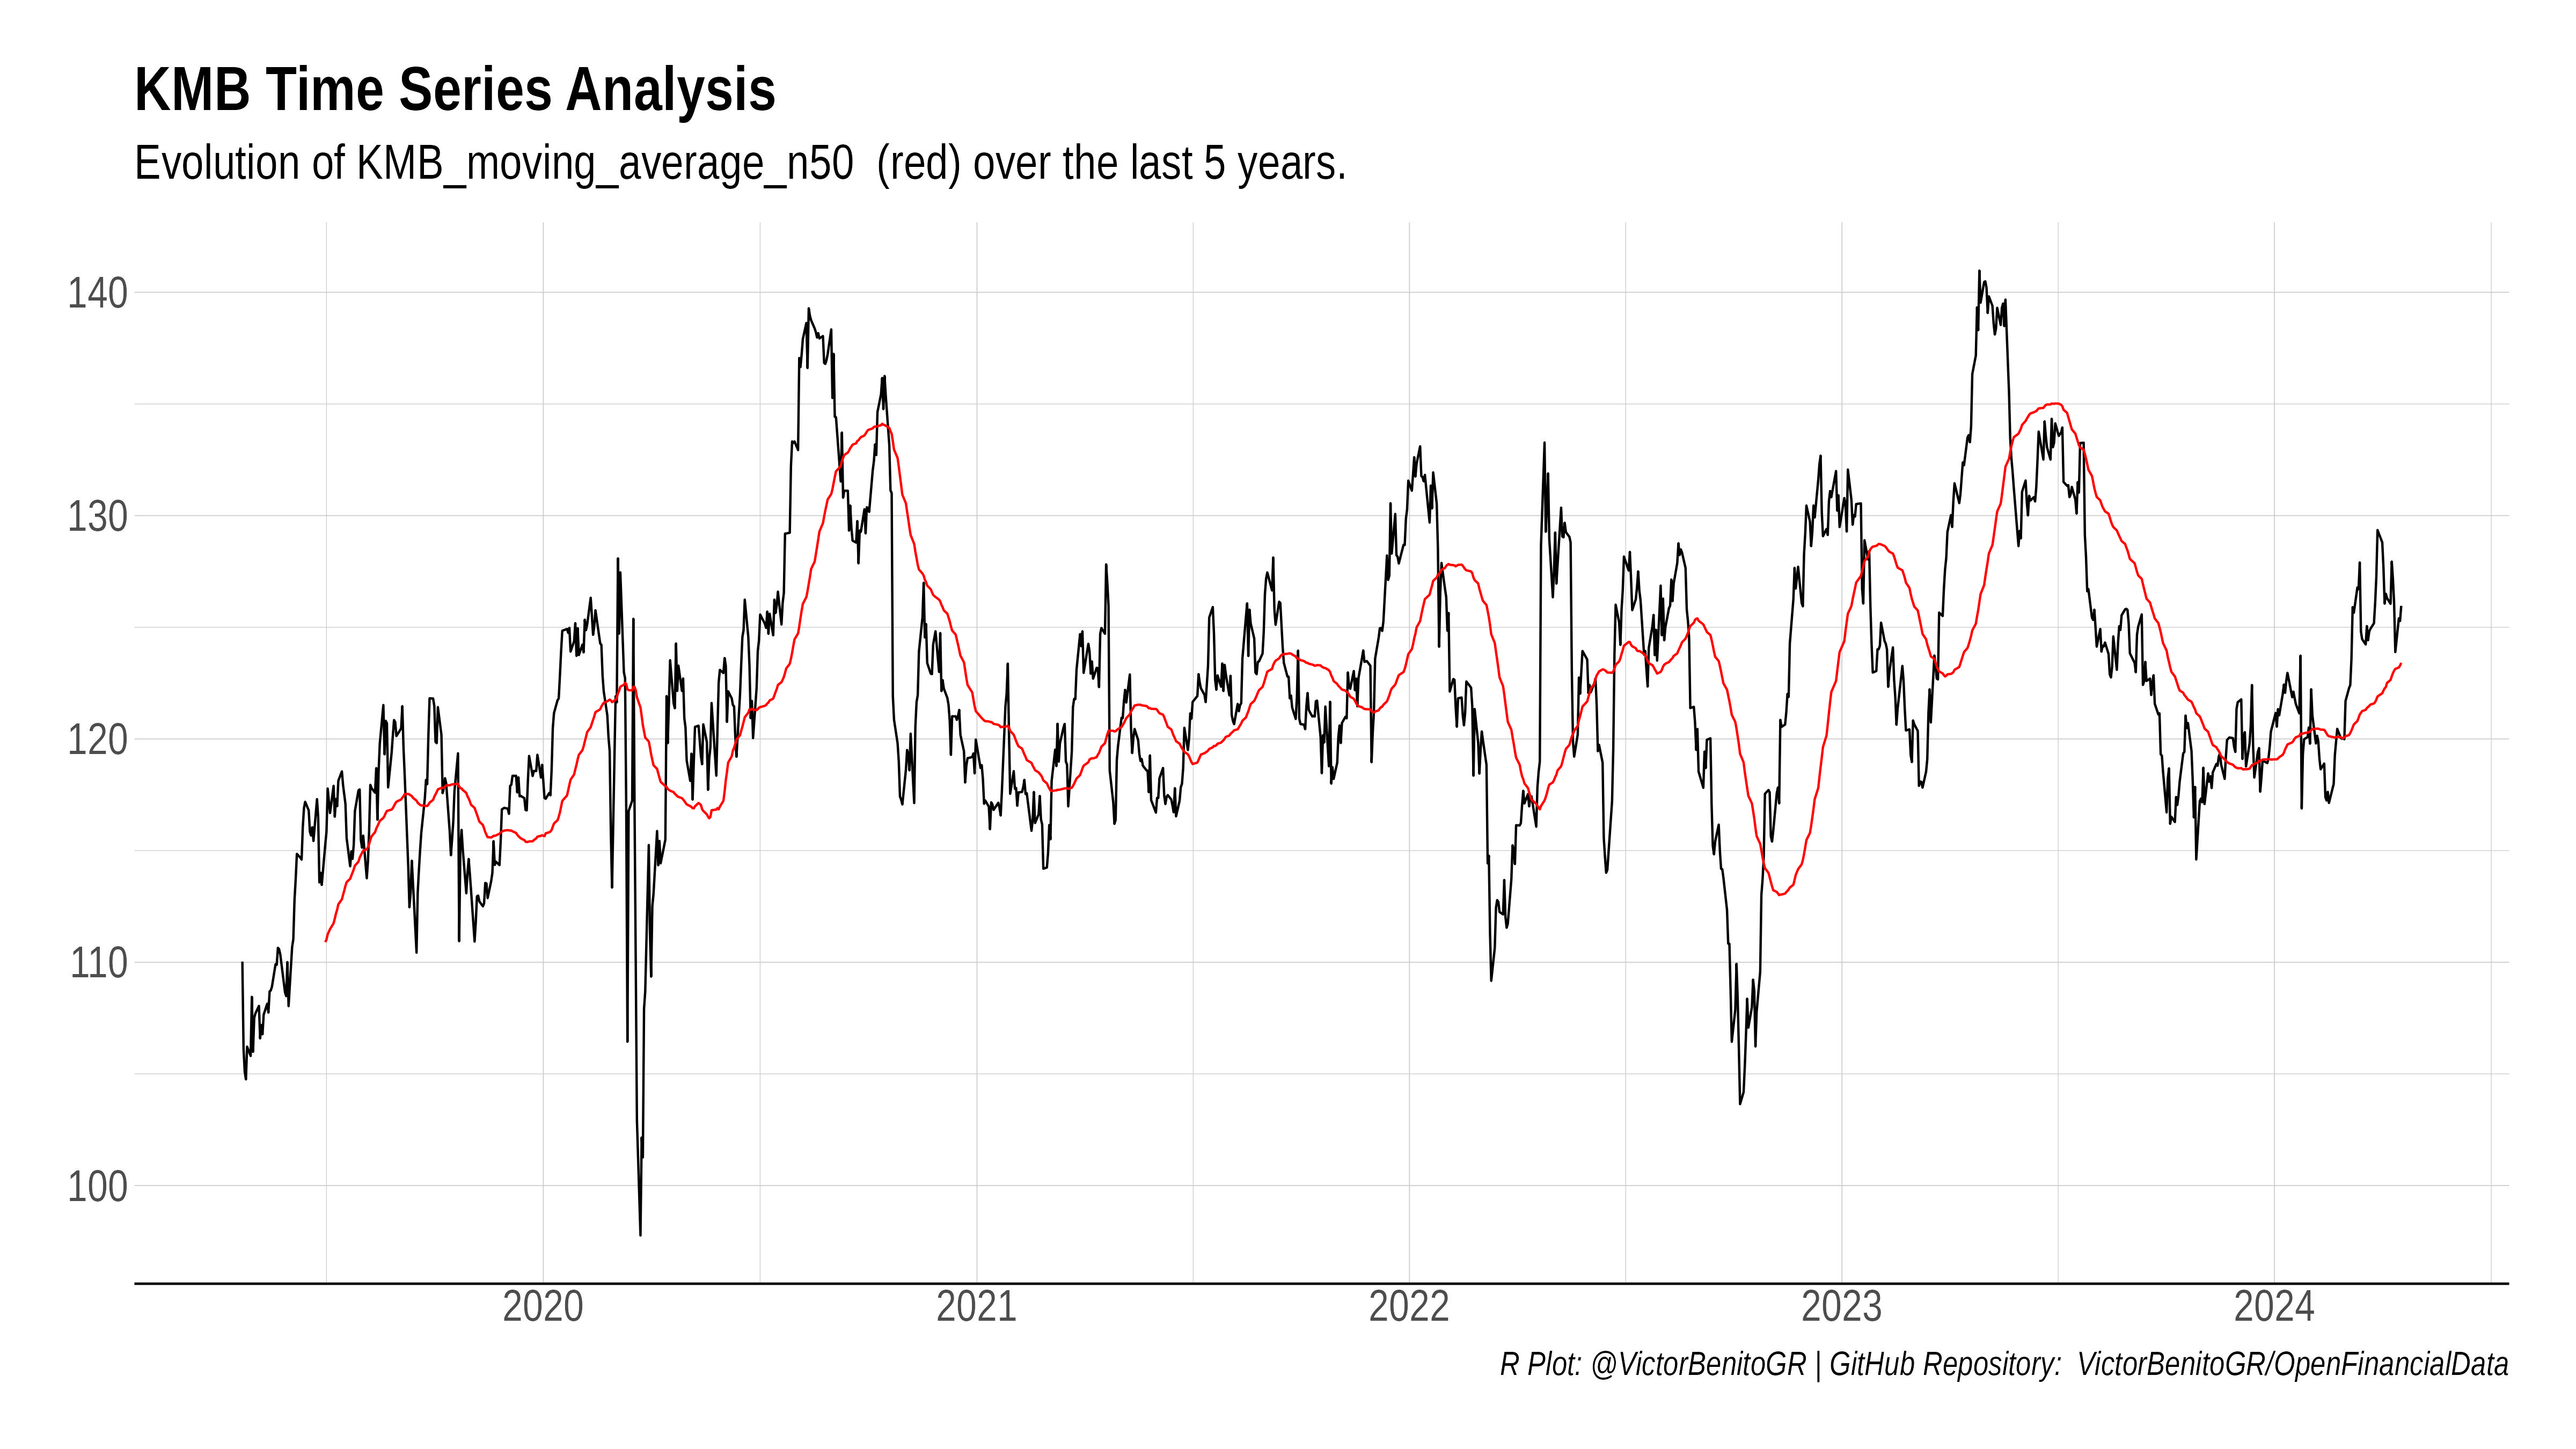 KMB Time Series Analysis
Evolution of KMB_moving_average_n50  (red) over the last 5 years.
140
130
120
110
100
2020 2021 2022 2023 2024
R Plot: @VictorBenitoGR | GitHub Repository:  VictorBenitoGR/OpenFinancialData